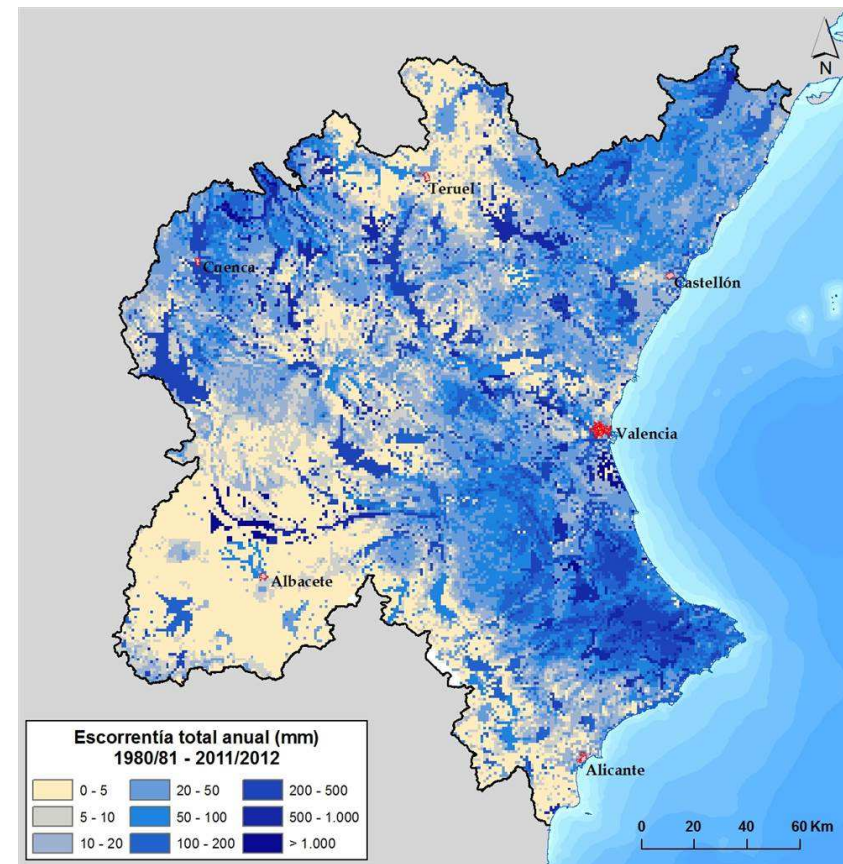 N
Teruel
Cuenca
Castellón
Valencia
Albacete
Alicante
Escorrentía total anual (mm)
1980/81 - 2011/2012
0 - 5
20 - 50
200 - 500
5 - 10
50 - 100
500 - 1.000
10 - 20
100 - 200
> 1.000
0 20 40 60 Km